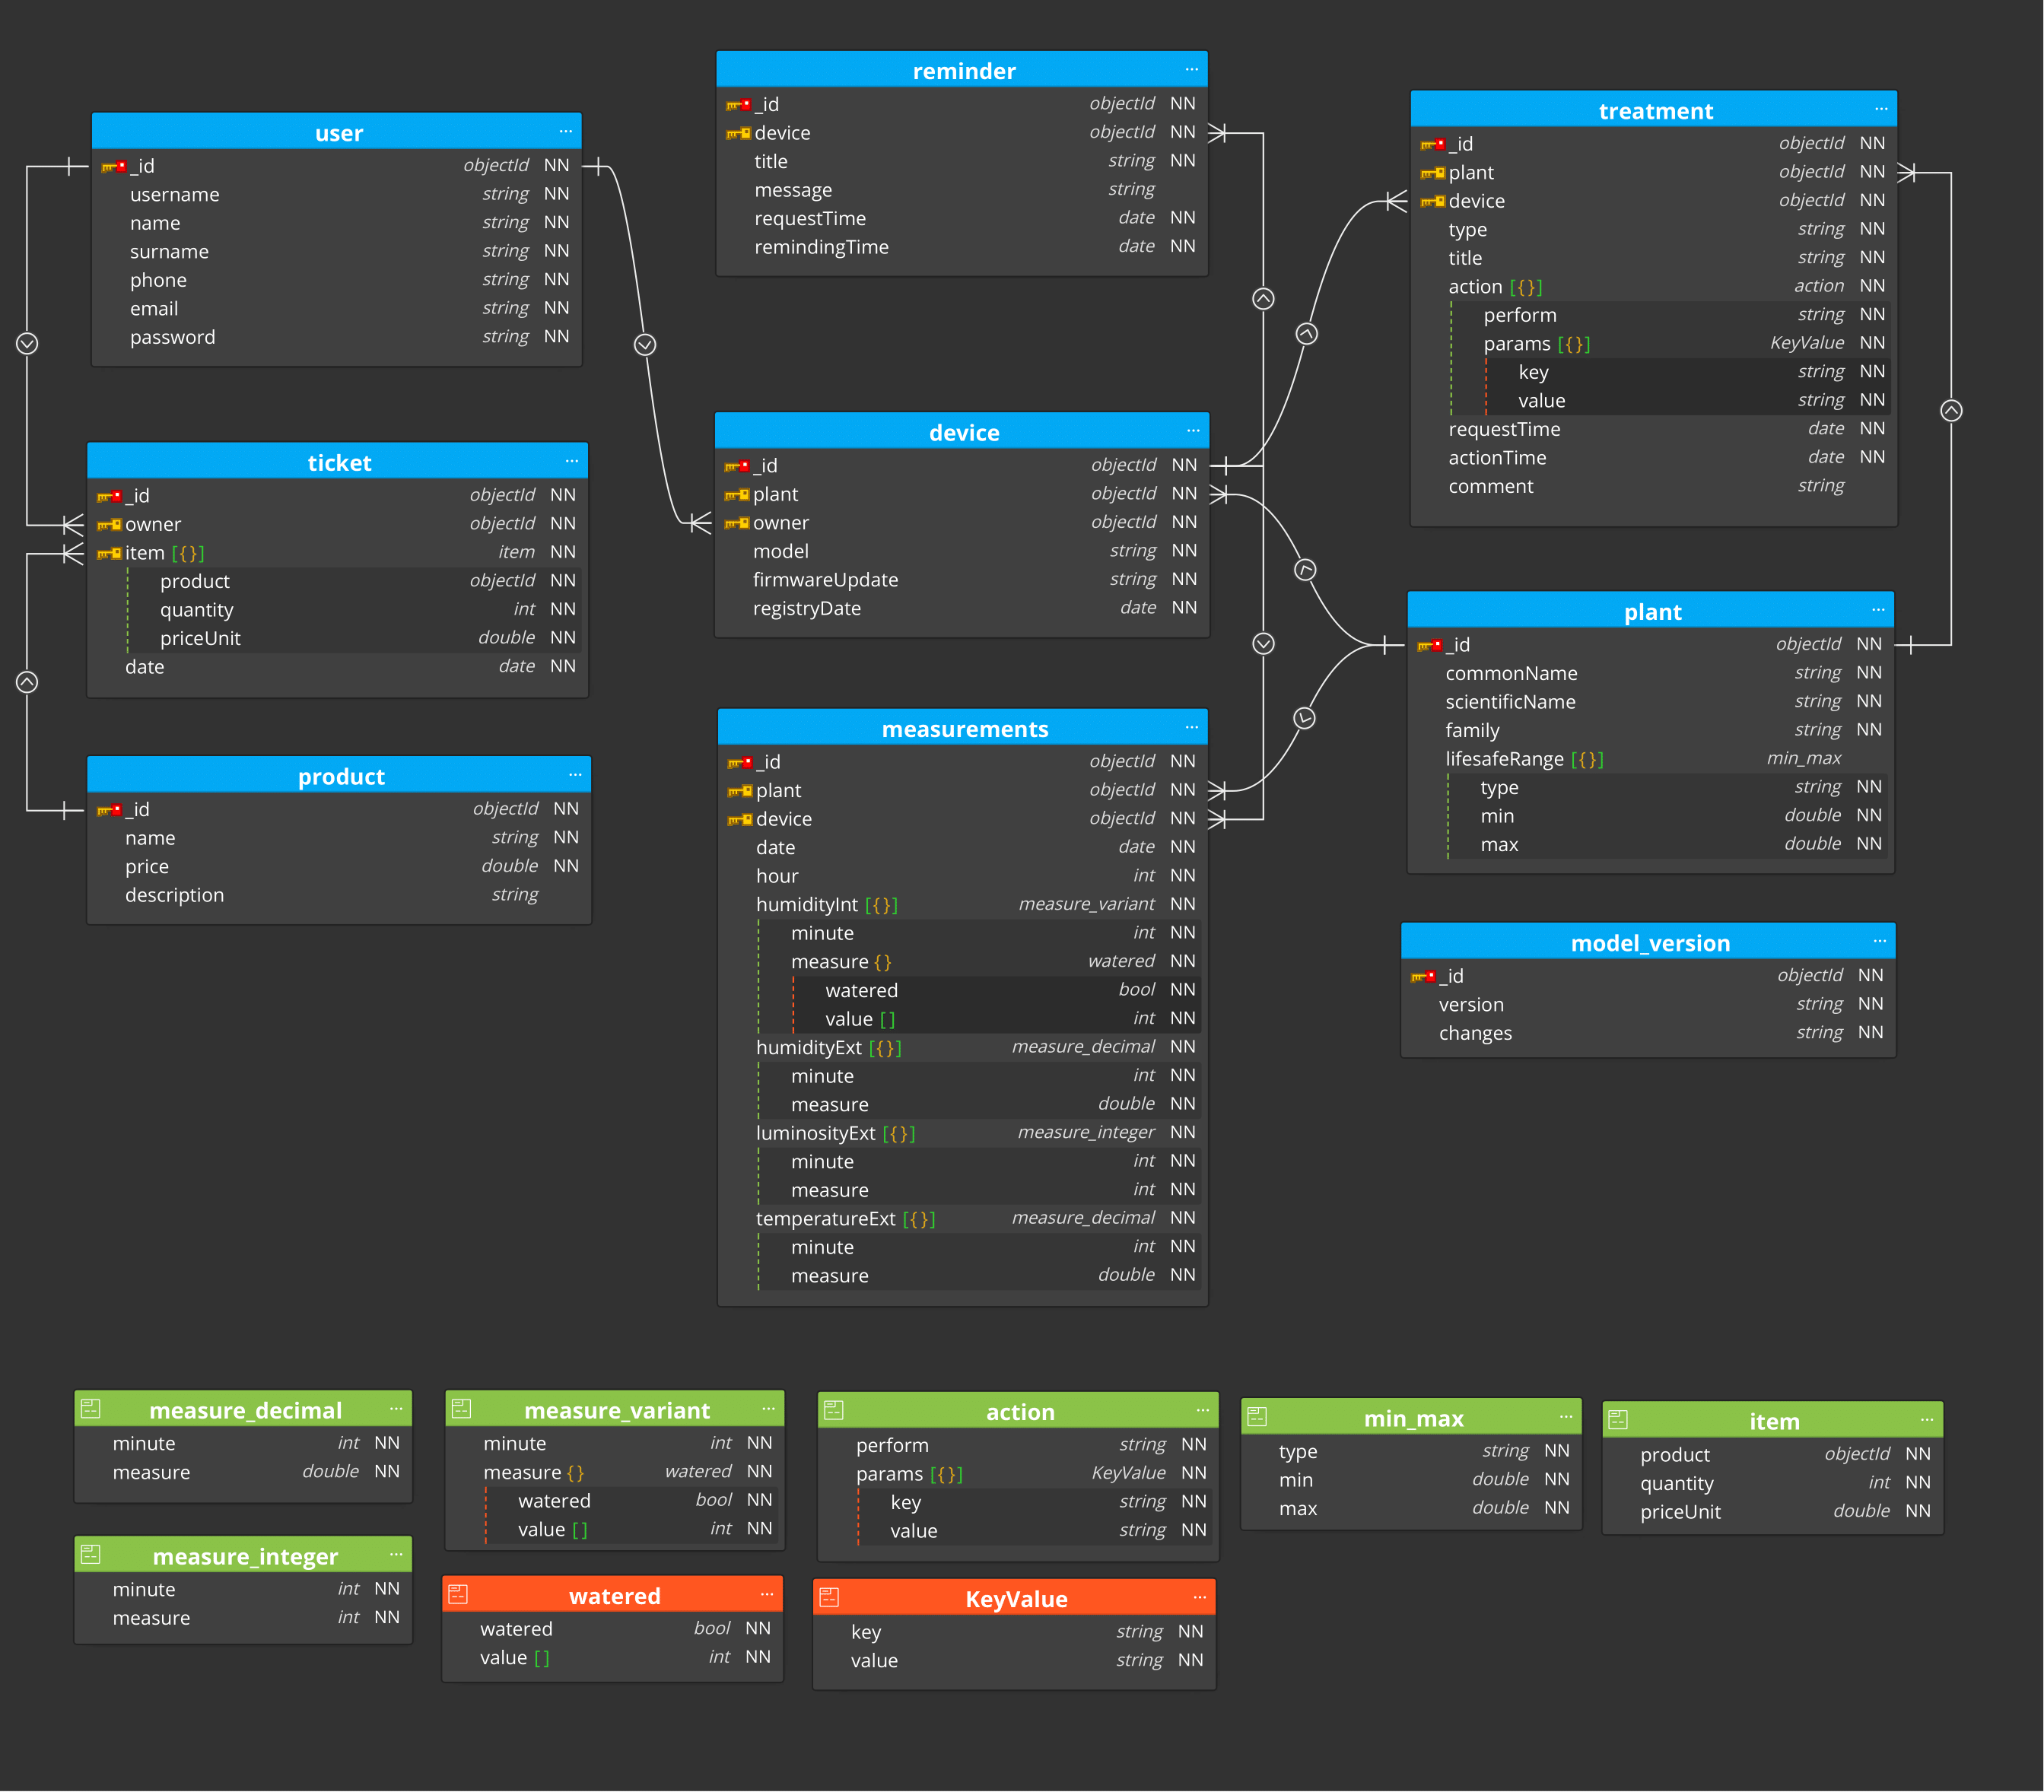 reminder ...
_id objectId NN
device objectId NN
title string NN
message string
requestTime date NN
remindingTime date NN
treatment ...
_id objectId NN
plant objectId NN
device objectId NN
type string NN
title string NN
action [{}] action NN
perform string NN
params [{}] KeyValue NN
key string NN
value string NN
requestTime date NN
actionTime date NN
comment string
user ...
_id objectId NN
username string NN
name string NN
surname string NN
phone string NN
email string NN
password string NN
device ...
_id objectId NN
plant objectId NN
owner objectId NN
model string NN
firmwareUpdate string NN
registryDate date NN
ticket ...
_id objectId NN
owner objectId NN
item [{}] item NN
product objectId NN
quantity int NN
priceUnit double NN
date date NN
plant ...
_id objectId NN
commonName string NN
scientificName string NN
family string NN
lifesafeRange [{}] min_max
type string NN
min double NN
max double NN
measurements ...
_id objectId NN
plant objectId NN
device objectId NN
date date NN
hour int NN
humidityInt [{}] measure_variant NN
minute int NN
measure {} watered NN
watered bool NN
value [] int NN
humidityExt [{}] measure_decimal NN
minute int NN
measure double NN
luminosityExt [{}] measure_integer NN
minute int NN
measure int NN
temperatureExt [{}] measure_decimal NN
minute int NN
measure double NN
product ...
_id objectId NN
name string NN
price double NN
description string
model_version ...
_id objectId NN
version string NN
changes string NN
measure_decimal ...
minute int NN
measure double NN
measure_variant ...
minute int NN
measure {} watered NN
watered bool NN
value [] int NN
action ...
perform string NN
params [{}] KeyValue NN
key string NN
value string NN
min_max ...
type string NN
min double NN
max double NN
item ...
product objectId NN
quantity int NN
priceUnit double NN
measure_integer ...
minute int NN
measure int NN
watered ...
watered bool NN
value [] int NN
KeyValue ...
key string NN
value string NN